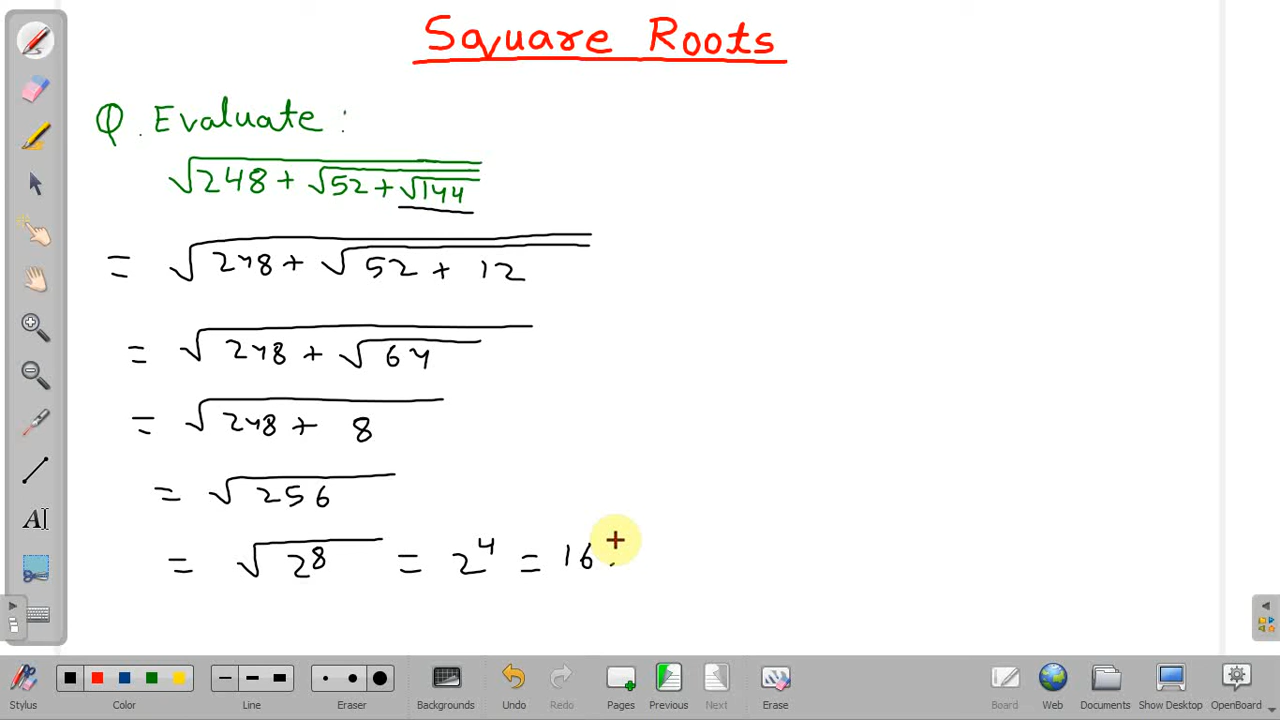 Square Roots
Q. Evaluate:
√248 + √52 + √144
= √248 + √52 + 12
= √248 + √64
= √248 + 8
= √256
= √2⁸ = 2⁴ = 16.
AI
Stylus
Color
Line
Eraser
Backgrounds
Undo
Redo
Pages
Previous
Next
Erase
Board
Web
Documents
Show Desktop
OpenBoard